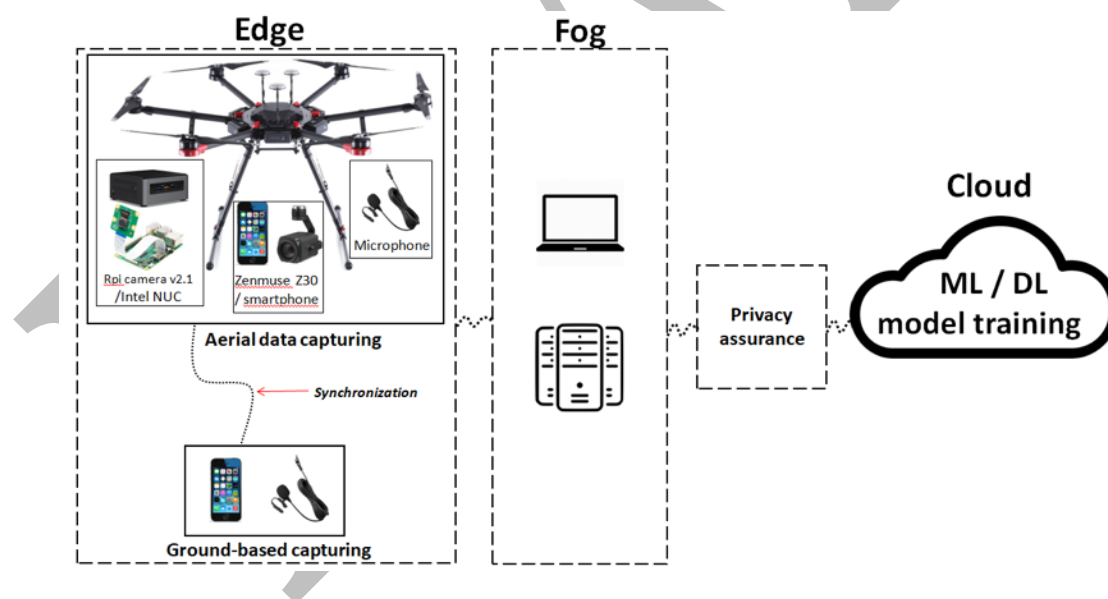 Edge
Fog
Rpi camera v2.1
/Intel NUC
Zenmuse Z30
/ smartphone
Microphone
Aerial data capturing
Synchronization
Ground-based capturing
Privacy
assurance
Cloud
ML / DL
model training